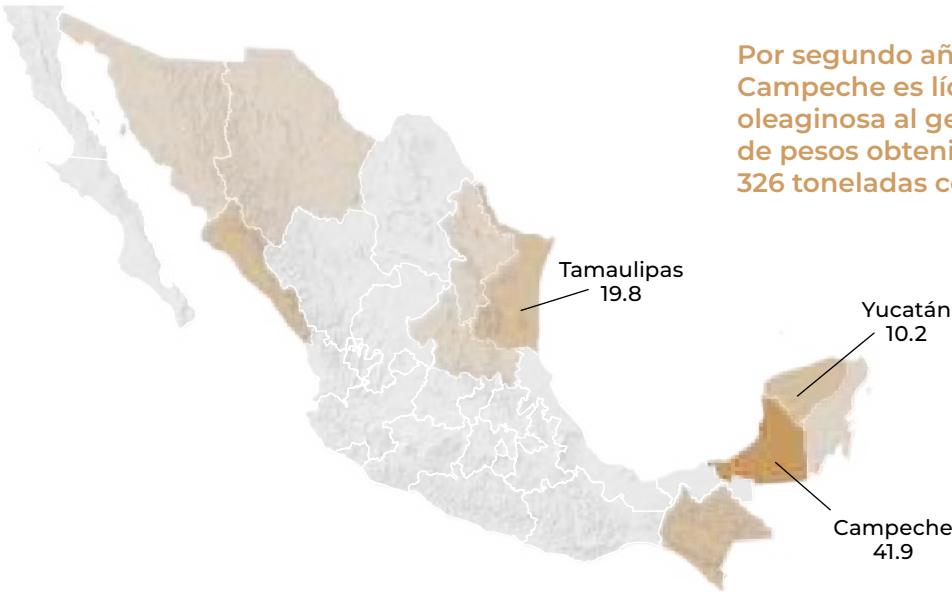 Por segundo añ
Campeche es líd
oleaginosa al ge
de pesos obteni
326 toneladas c
Tamaulipas
19.8
Yucatán
10.2
Campeche
41.9